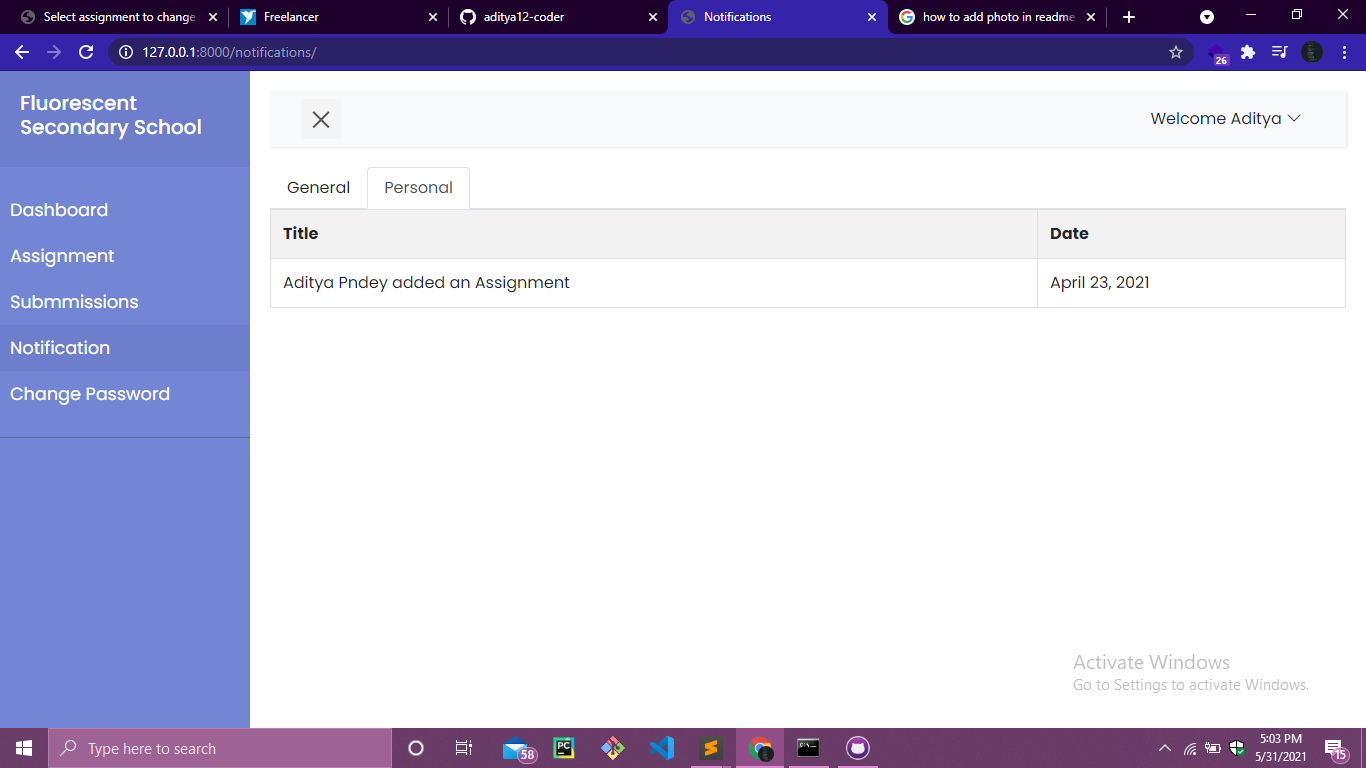 Select assignment to change
Freelancer
aditya12-coder
Notifications
how to add photo in readme
127.0.0.1:8000/notifications/
26
Fluorescent
Secondary School
Welcome Aditya
Dashboard
Assignment
Submmissions
Notification
Change Password
General
Personal
Title
Date
Aditya Pndey added an Assignment
April 23, 2021
Activate Windows
Go to Settings to activate Windows.
Type here to search
58
PC
5:03 PM
5/31/2021
15